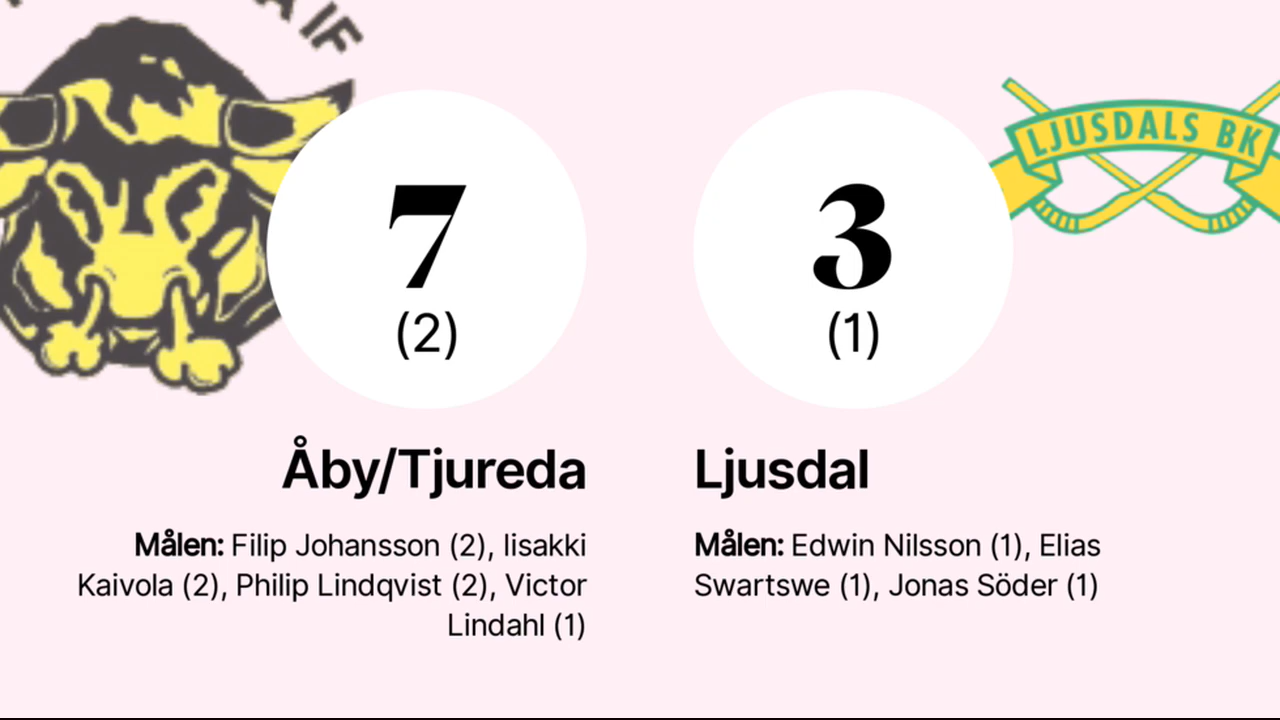 A IF
LJUSDALS BK
7
(2)
3
(1)
Åby/Tjureda
Målen: Filip Johansson (2), Iisakki
Kaivola (2), Philip Lindqvist (2), Victor
Lindahl (1)
Ljusdal
Målen: Edwin Nilsson (1), Elias
Swartswe (1), Jonas Söder (1)